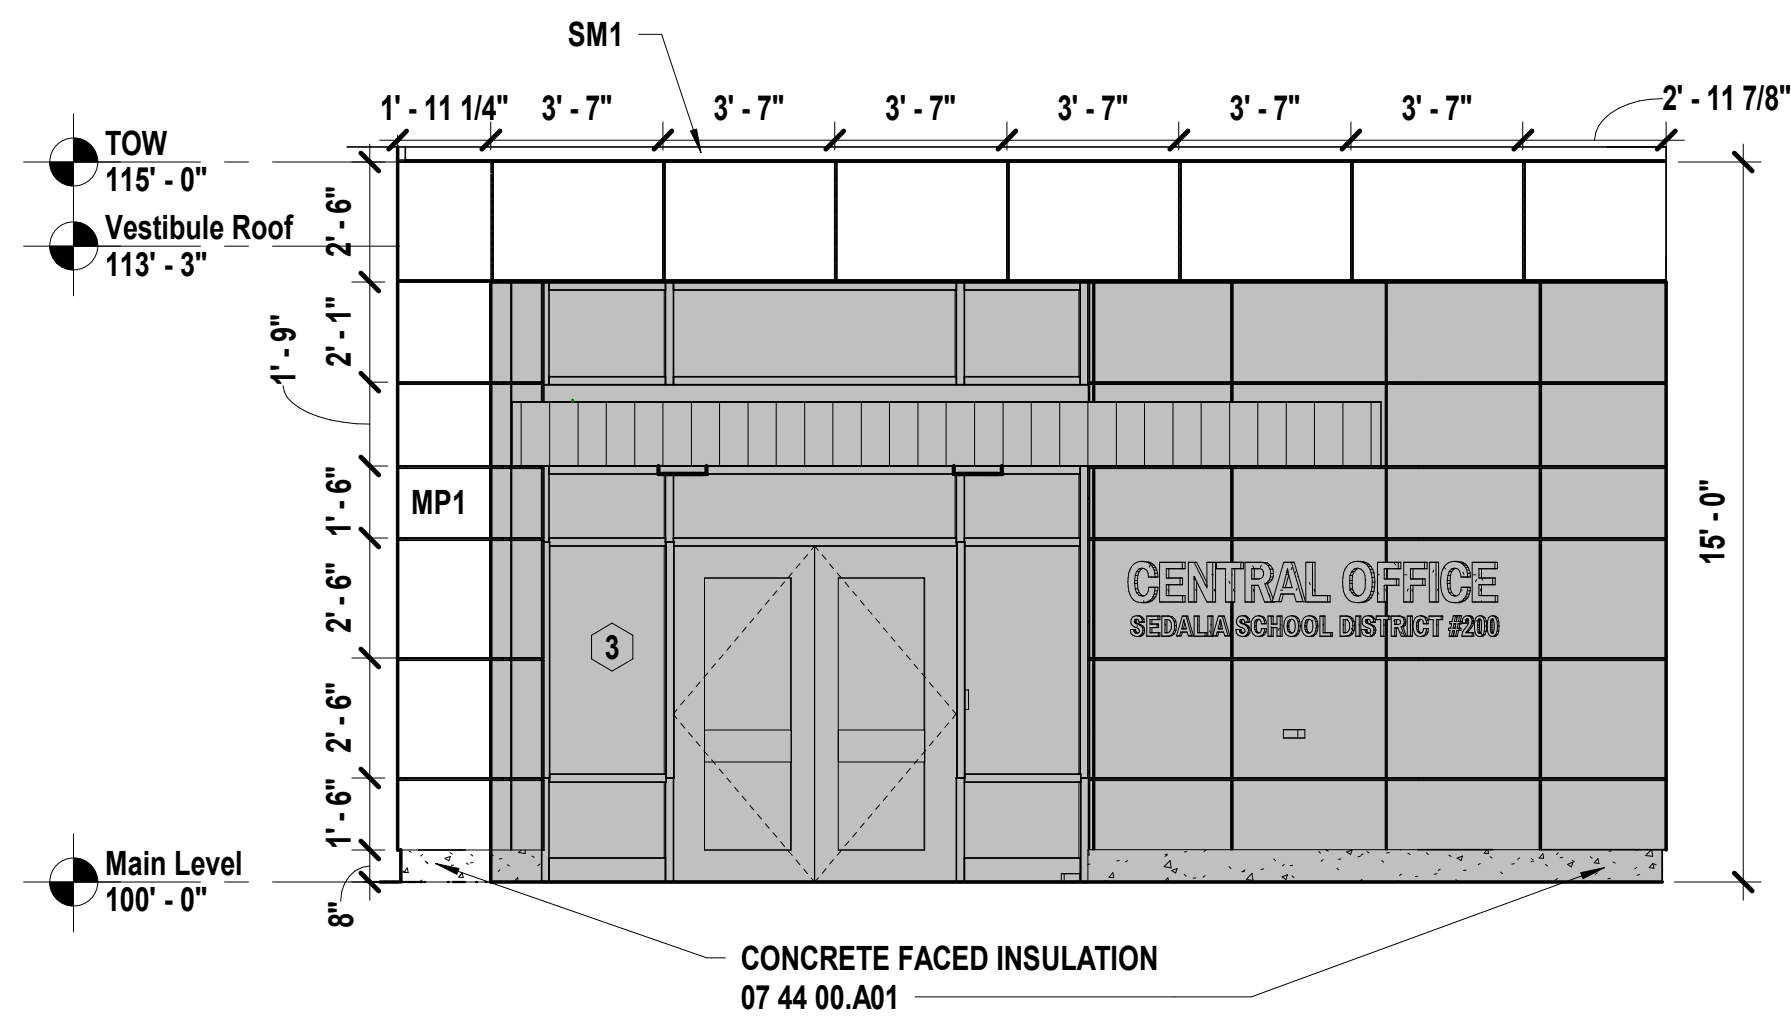 SM1
1' - 11 1/4" 3' - 7" 3' - 7" 3' - 7" 3' - 7" 3' - 7" 3' - 7" 2' - 11 7/8"
TOW
115' - 0"
Vestibule Roof
113' - 3"
2' - 6"
2' - 1"
1' - 9"
1' - 6"
MP1
15' - 0"
2' - 6"
CENTRAL OFFICE
SEDALIA SCHOOL DISTRICT #200
3
2' - 6"
1' - 6"
Main Level
100' - 0"
8"
CONCRETE FACED INSULATION
07 44 00.A01